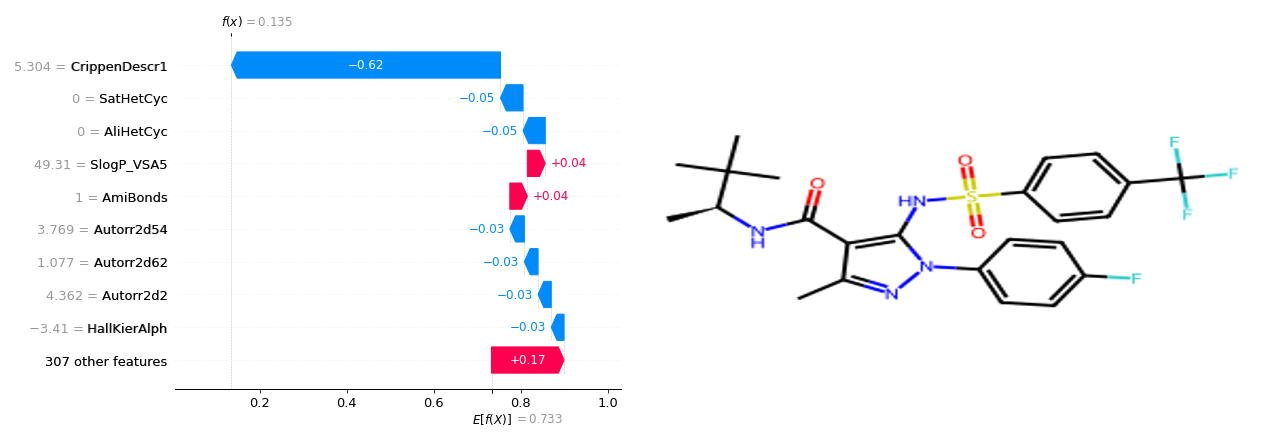 f(x) = 0.135
5.304 = CrippenDescr1
−0.62
0 = SatHetCyc
−0.05
0 = AliHetCyc
−0.05
49.31 = SlogP_VSA5
+0.04
1 = AmiBonds
+0.04
3.769 = Autorr2d54
−0.03
1.077 = Autorr2d62
−0.03
4.362 = Autorr2d2
−0.03
−3.41 = HallKierAlph
−0.03
307 other features
+0.17
0.2 0.4 0.6 0.8 1.0
E[f(X)] = 0.733
F
F
F
O
O
HN
S
O
N
H
N
N
F